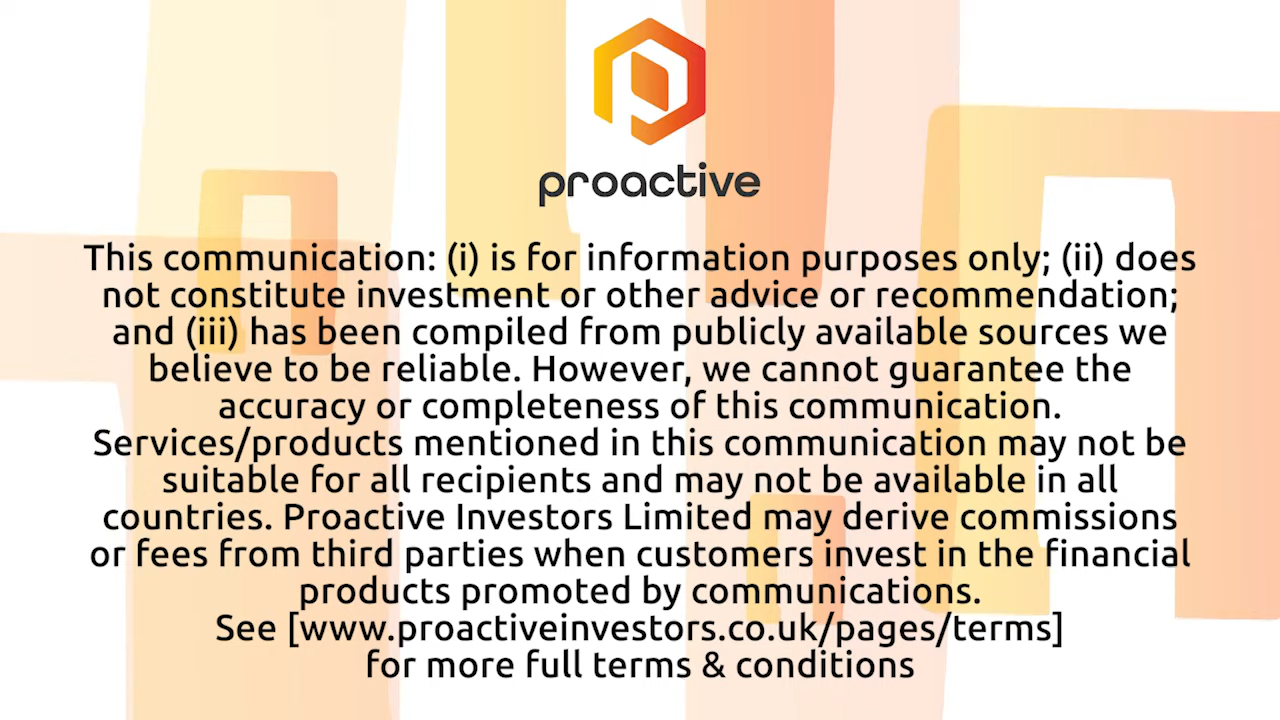 proactive
This communication: (i) is for information purposes only; (ii) does
not constitute investment or other advice or recommendation;
and (iii) has been compiled from publicly available sources we
believe to be reliable. However, we cannot guarantee the
accuracy or completeness of this communication.
Services/products mentioned in this communication may not be
suitable for all recipients and may not be available in all
countries. Proactive Investors Limited may derive commissions
or fees from third parties when customers invest in the financial
products promoted by communications.
See [www.proactiveinvestors.co.uk/pages/terms]
for more full terms & conditions